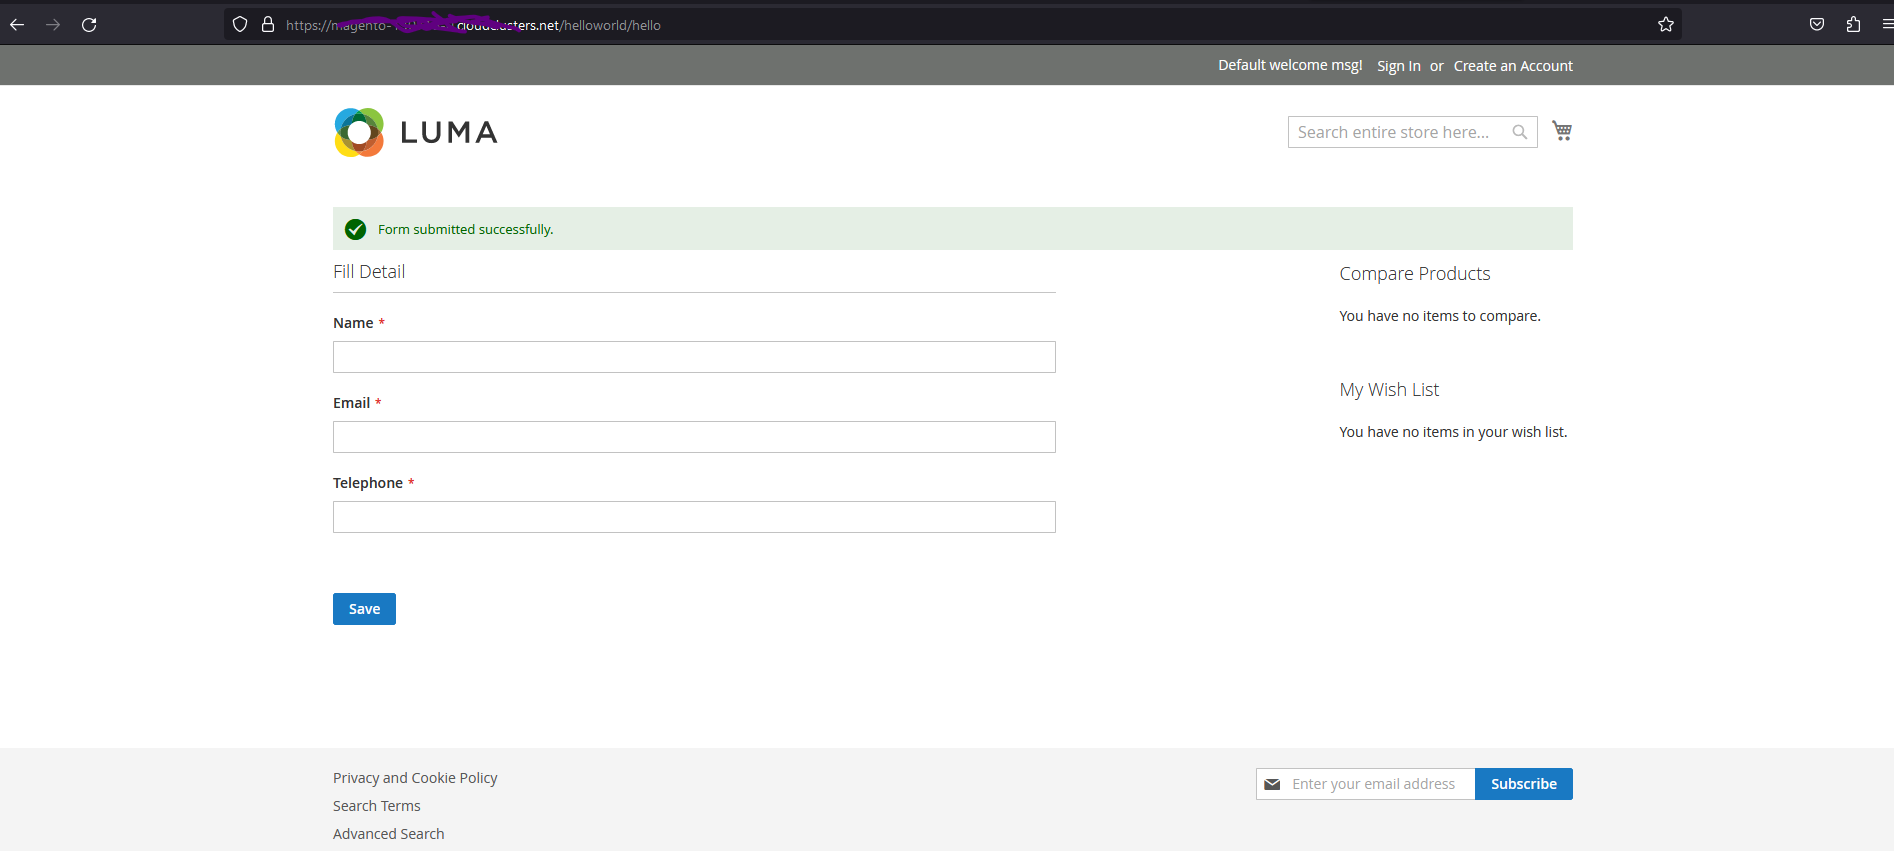 https://magento- cloudclusters.net/helloworld/hello
Default welcome msg! Sign In or Create an Account
LUMA
Search entire store here...
Form submitted successfully.
Fill Detail
Name *
Email *
Telephone *
Save
Compare Products
You have no items to compare.
My Wish List
You have no items in your wish list.
Privacy and Cookie Policy
Search Terms
Advanced Search
Enter your email address
Subscribe